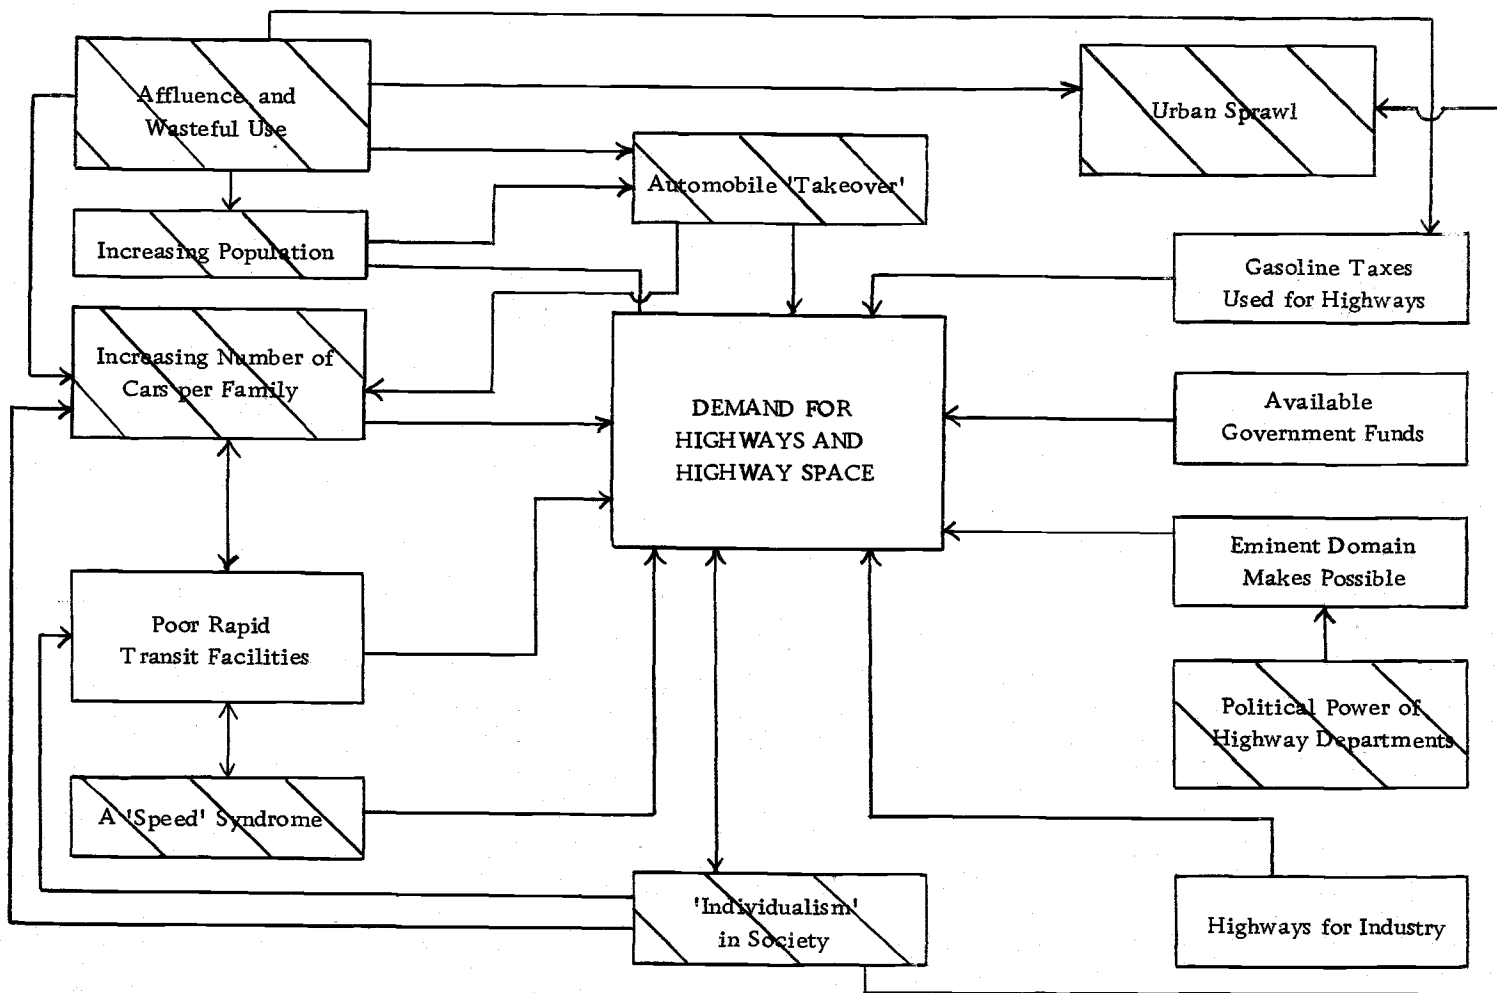 Affluence and
Wasteful Use
Urban Sprawl
Automobile 'Takeover'
Increasing Population
Gasoline Taxes
Used for Highways
Increasing Number of
Cars per Family
DEMAND FOR
HIGHWAYS AND
HIGHWAY SPACE
Available
Government Funds
Eminent Domain
Makes Possible
Poor Rapid
Transit Facilities
Political Power of
Highway Departments
A 'Speed' Syndrome
'Individualism'
in Society
Highways for Industry